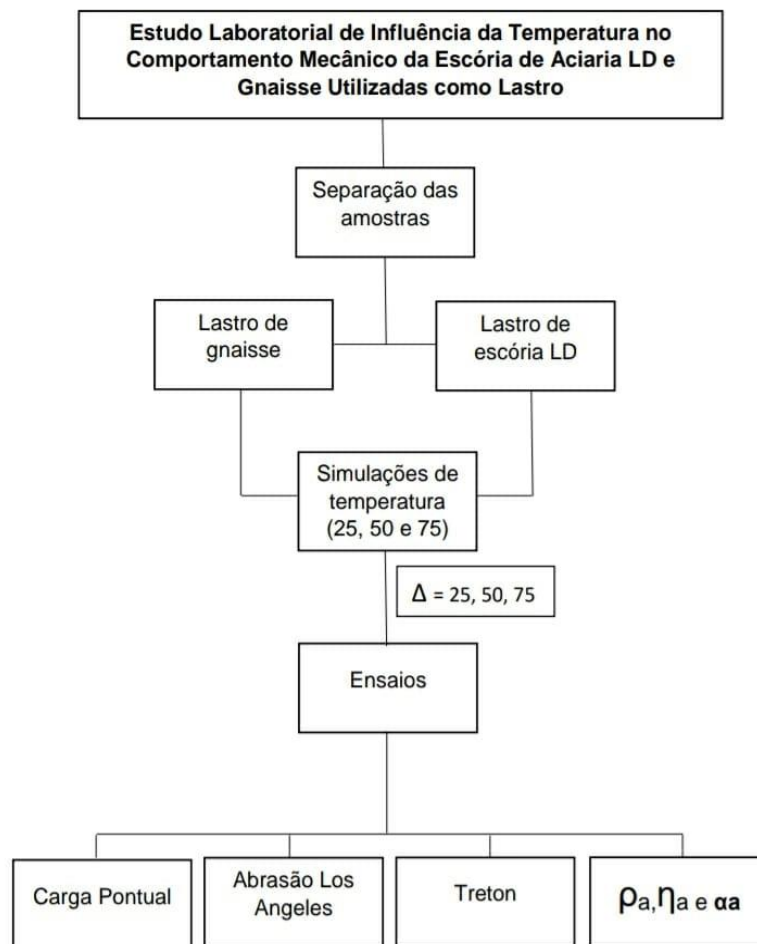 Estudo Laboratorial de Influência da Temperatura no
Comportamento Mecânico da Escória de Aciaria LD e
Gnaisse Utilizadas como Lastro
Separação das
amostras
Lastro de
gnaisse
Lastro de
escória LD
Simulações de
temperatura
(25, 50 e 75)
Δ = 25, 50, 75
Ensaios
Carga Pontual
Abrasão Los
Angeles
Treton
ρa,ηa e αa